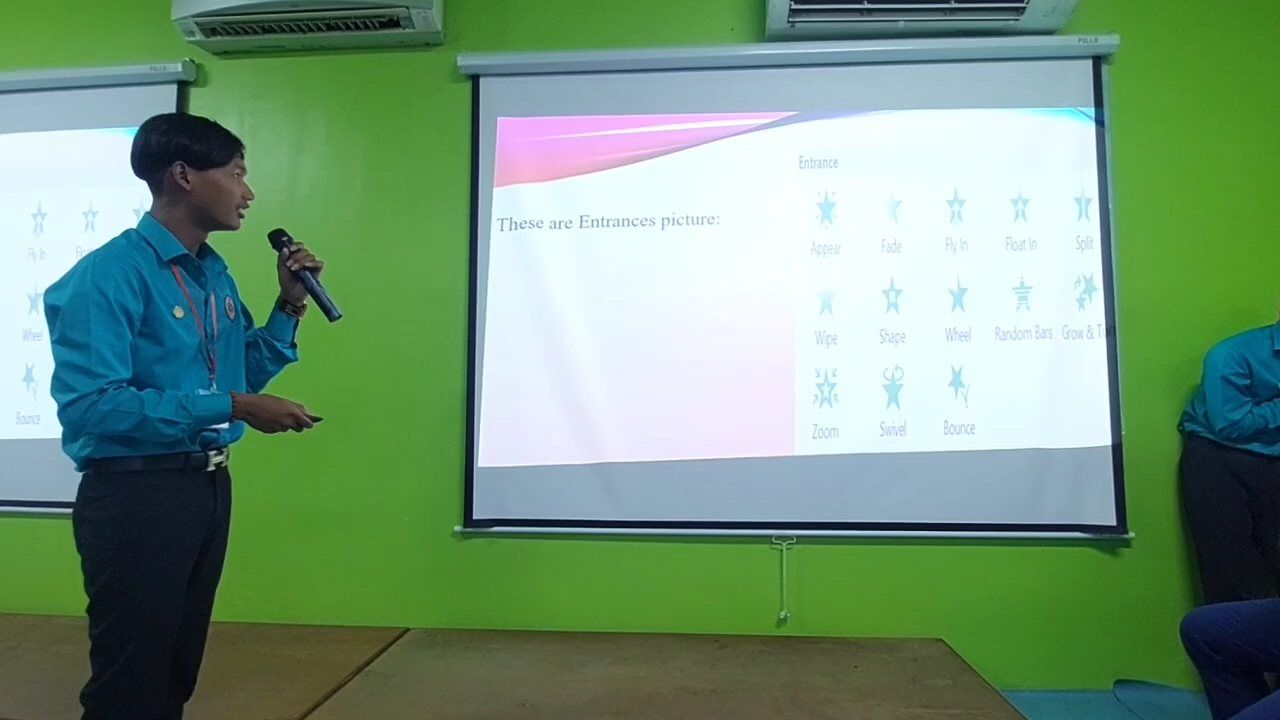 Entrance
These are Entrances picture:
Appear Fade Fly In Float In Split
Wipe Shape Wheel Random Bars Grow &
Zoom Swivel Bounce
Fly In
Wheel
Bounce